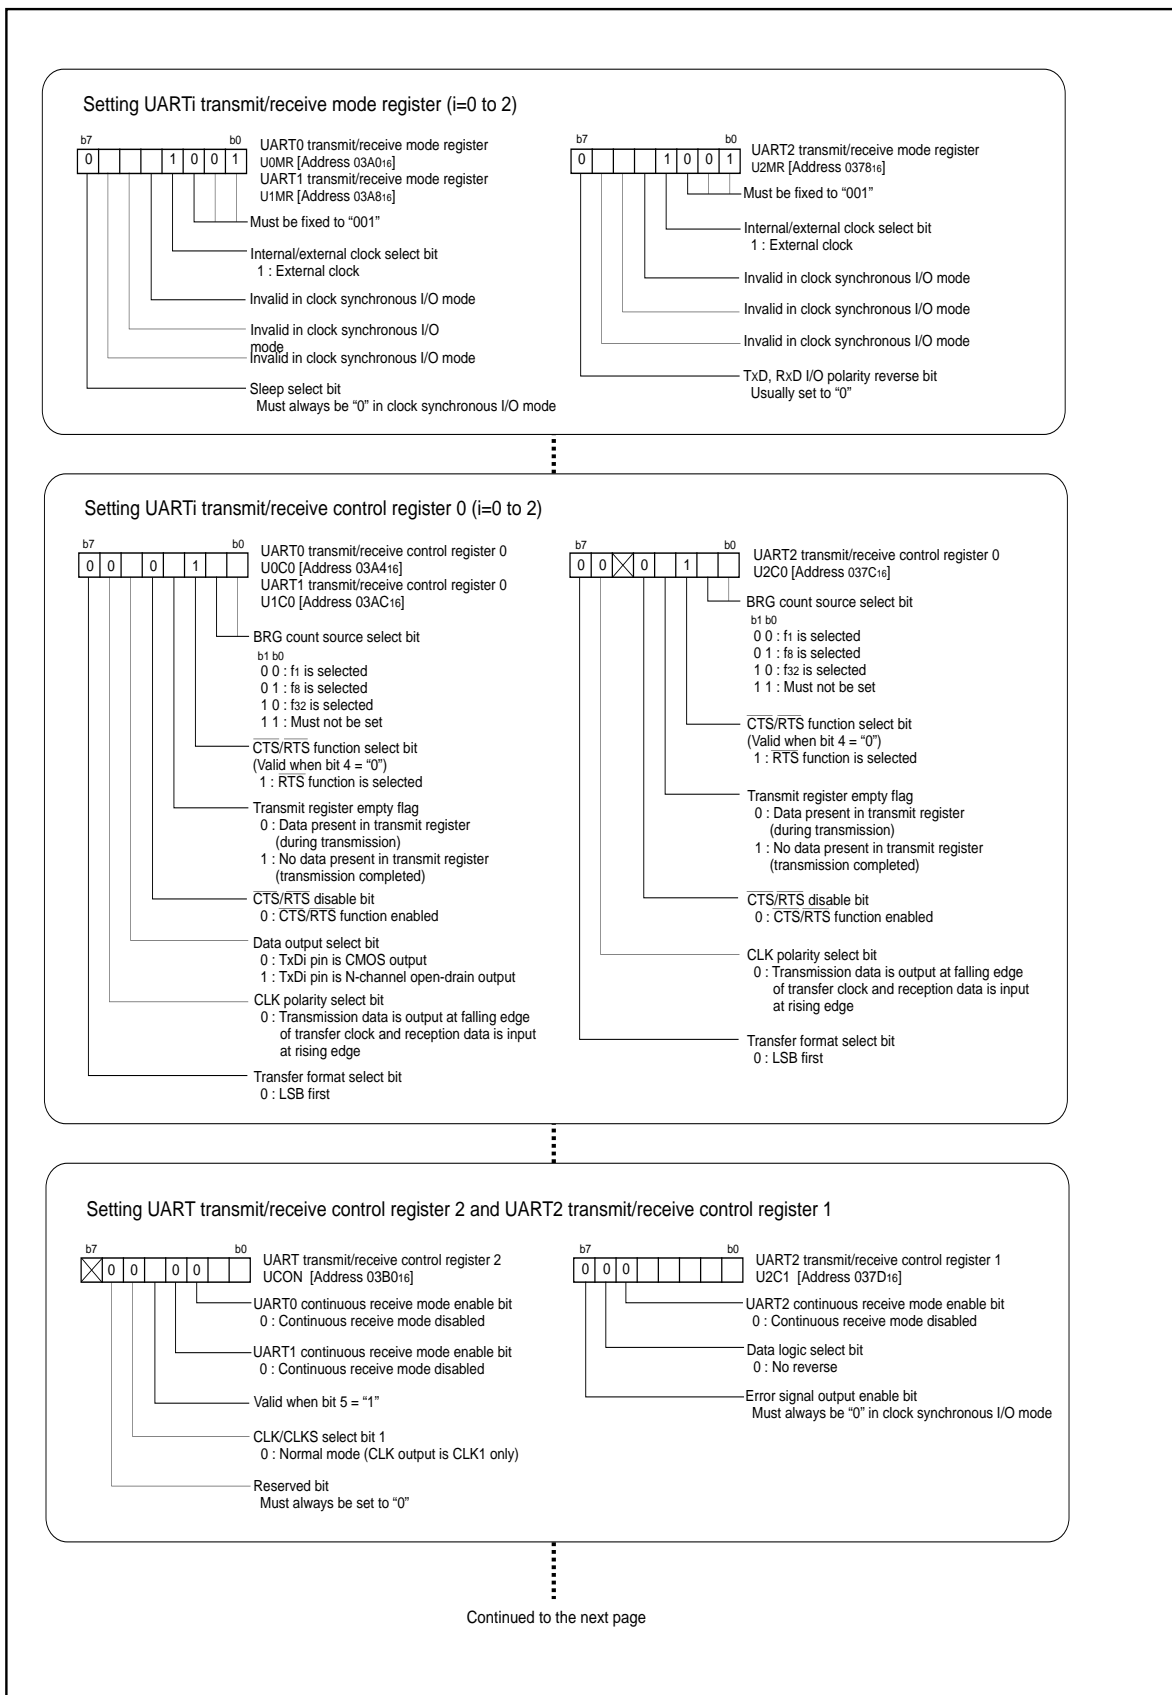 Setting UARTi transmit/receive mode register (i=0 to 2)
b7 b0
0 1 0 0 1
UART0 transmit/receive mode register
U0MR [Address 03A016]
UART1 transmit/receive mode register
U1MR [Address 03A816]
Must be fixed to “001”
Internal/external clock select bit
1 : External clock
Invalid in clock synchronous I/O mode
Invalid in clock synchronous I/O
mode
Invalid in clock synchronous I/O mode
Sleep select bit
Must always be “0” in clock synchronous I/O mode
b7 b0
0 1 0 0 1
UART2 transmit/receive mode register
U2MR [Address 037816]
Must be fixed to “001”
Internal/external clock select bit
1 : External clock
Invalid in clock synchronous I/O mode
Invalid in clock synchronous I/O mode
Invalid in clock synchronous I/O mode
TxD, RxD I/O polarity reverse bit
Usually set to “0”
Setting UARTi transmit/receive control register 0 (i=0 to 2)
b7 b0
0 0 0 1
UART0 transmit/receive control register 0
U0C0 [Address 03A416]
UART1 transmit/receive control register 0
U1C0 [Address 03AC16]
BRG count source select bit
b1 b0
0 0 : f1 is selected
0 1 : f8 is selected
1 0 : f32 is selected
1 1 : Must not be set
CTS/RTS function select bit
(Valid when bit 4 = “0”)
1 : RTS function is selected
Transmit register empty flag
0 : Data present in transmit register
(during transmission)
1 : No data present in transmit register
(transmission completed)
CTS/RTS disable bit
0 : CTS/RTS function enabled
Data output select bit
0 : TxDi pin is CMOS output
1 : TxDi pin is N-channel open-drain output
CLK polarity select bit
0 : Transmission data is output at falling edge
of transfer clock and reception data is input
at rising edge
Transfer format select bit
0 : LSB first
b7 b0
0 0 0 1
UART2 transmit/receive control register 0
U2C0 [Address 037C16]
BRG count source select bit
b1 b0
0 0 : f1 is selected
0 1 : f8 is selected
1 0 : f32 is selected
1 1 : Must not be set
CTS/RTS function select bit
(Valid when bit 4 = “0”)
1 : RTS function is selected
Transmit register empty flag
0 : Data present in transmit register
(during transmission)
1 : No data present in transmit register
(transmission completed)
CTS/RTS disable bit
0 : CTS/RTS function enabled
CLK polarity select bit
0 : Transmission data is output at falling edge
of transfer clock and reception data is input
at rising edge
Transfer format select bit
0 : LSB first
Setting UART transmit/receive control register 2 and UART2 transmit/receive control register 1
b7 b0
0 0 0 0
UART transmit/receive control register 2
UCON [Address 03B016]
UART0 continuous receive mode enable bit
0 : Continuous receive mode disabled
UART1 continuous receive mode enable bit
0 : Continuous receive mode disabled
Valid when bit 5 = “1”
CLK/CLKS select bit 1
0 : Normal mode (CLK output is CLK1 only)
Reserved bit
Must always be set to “0”
b7 b0
0 0 0
UART2 transmit/receive control register 1
U2C1 [Address 037D16]
UART2 continuous receive mode enable bit
0 : Continuous receive mode disabled
Data logic select bit
0 : No reverse
Error signal output enable bit
Must always be “0” in clock synchronous I/O mode
Continued to the next page